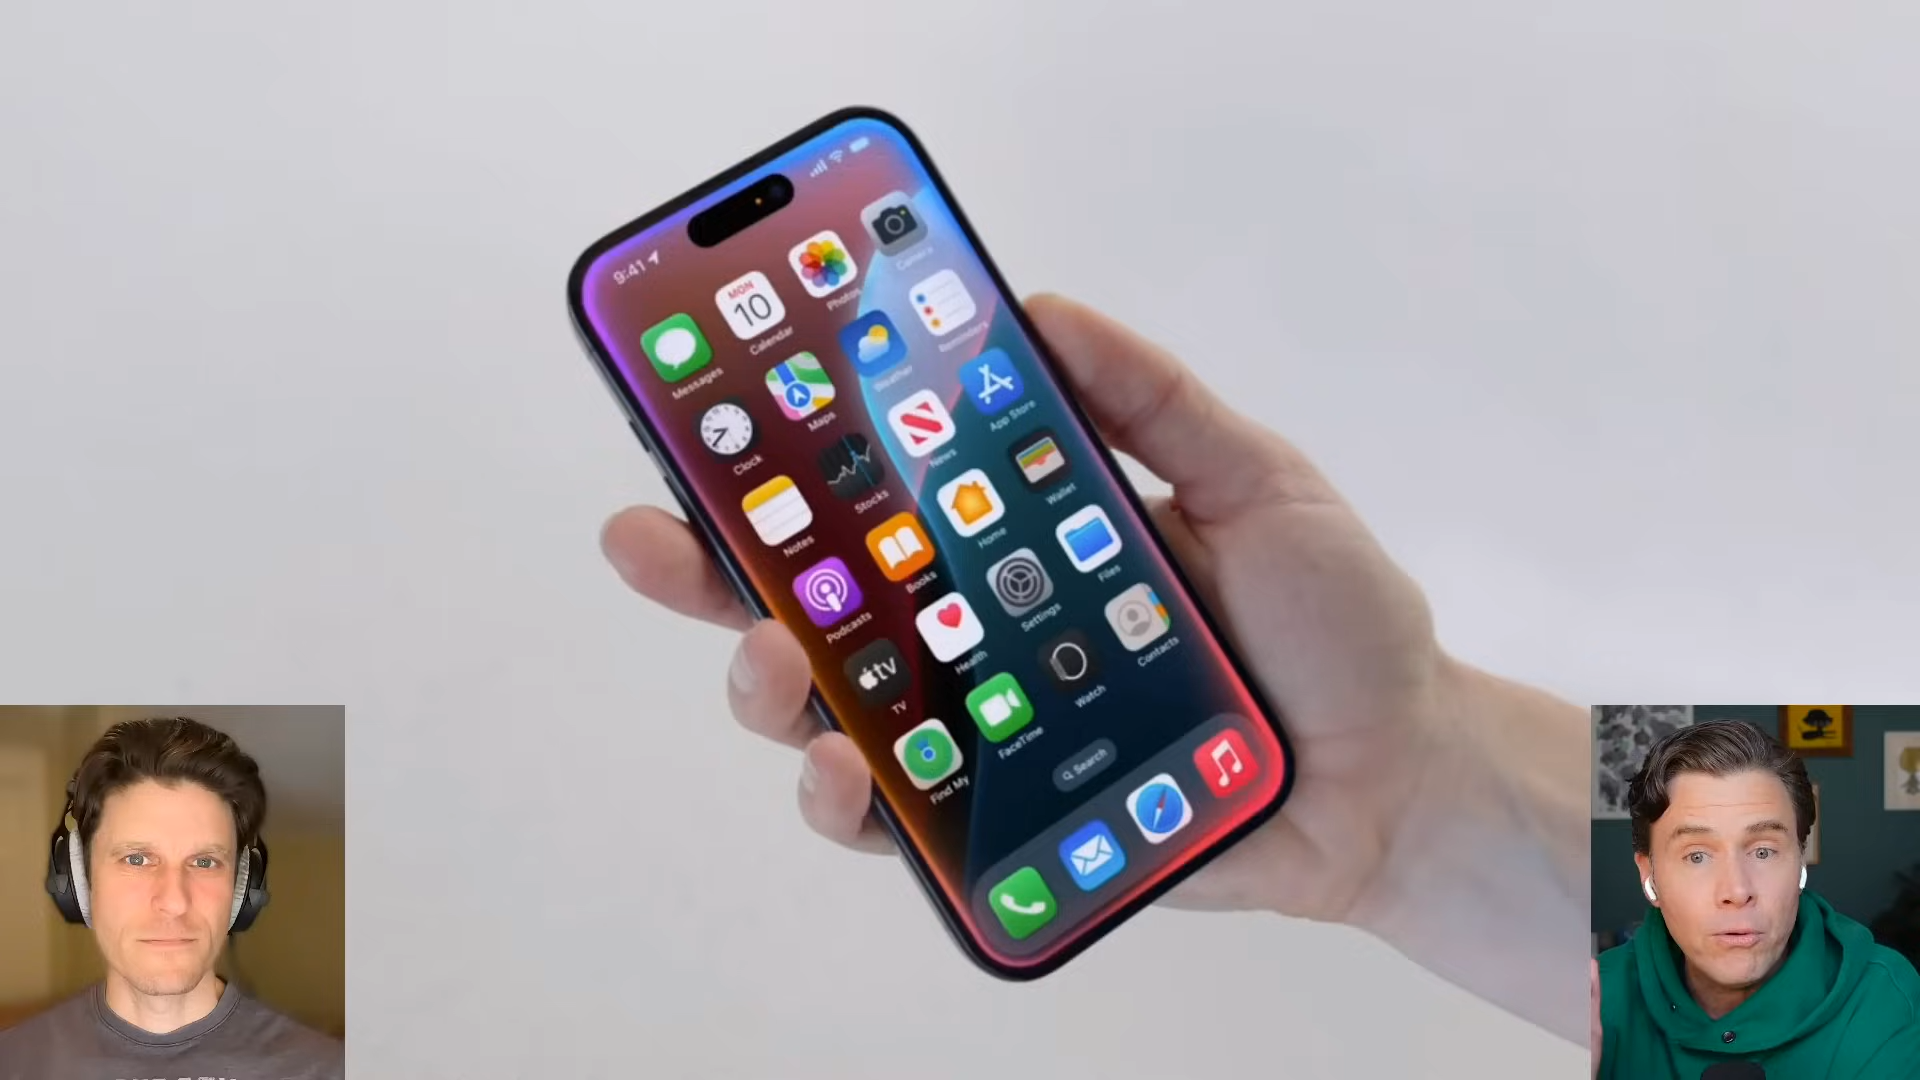 9:41
Messages
MON
10
Calendar
Photos
Camera
Clock
Maps
Weather
Reminders
Notes
Stocks
News
App Store
Podcasts
Books
Home
Wallet
tv
TV
Health
Settings
Files
Find My
FaceTime
Watch
Contacts
Search